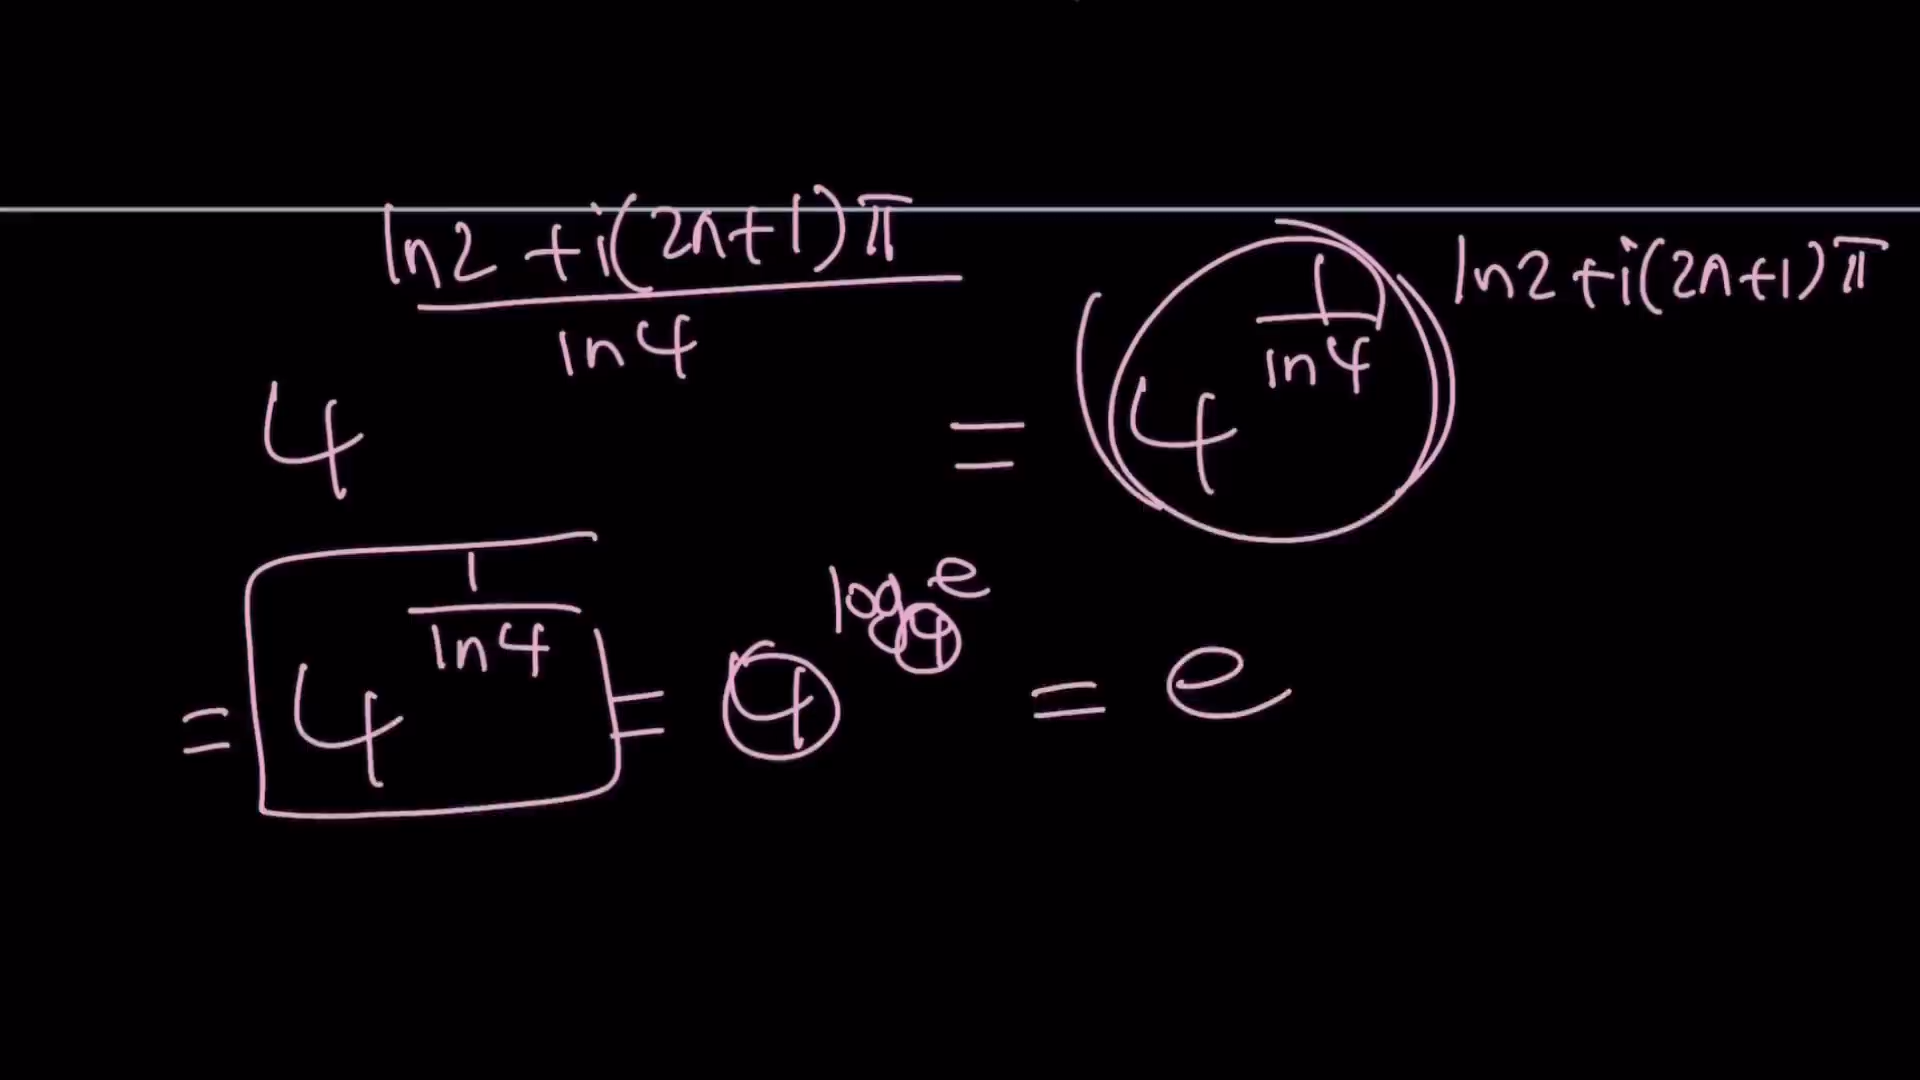 4^((ln2 + i(2n+1)π)/(ln4)) = (4^(1/ln4))^(ln2 + i(2n+1)π)
= 4^(1/ln4) = 4^(log₄e) = e